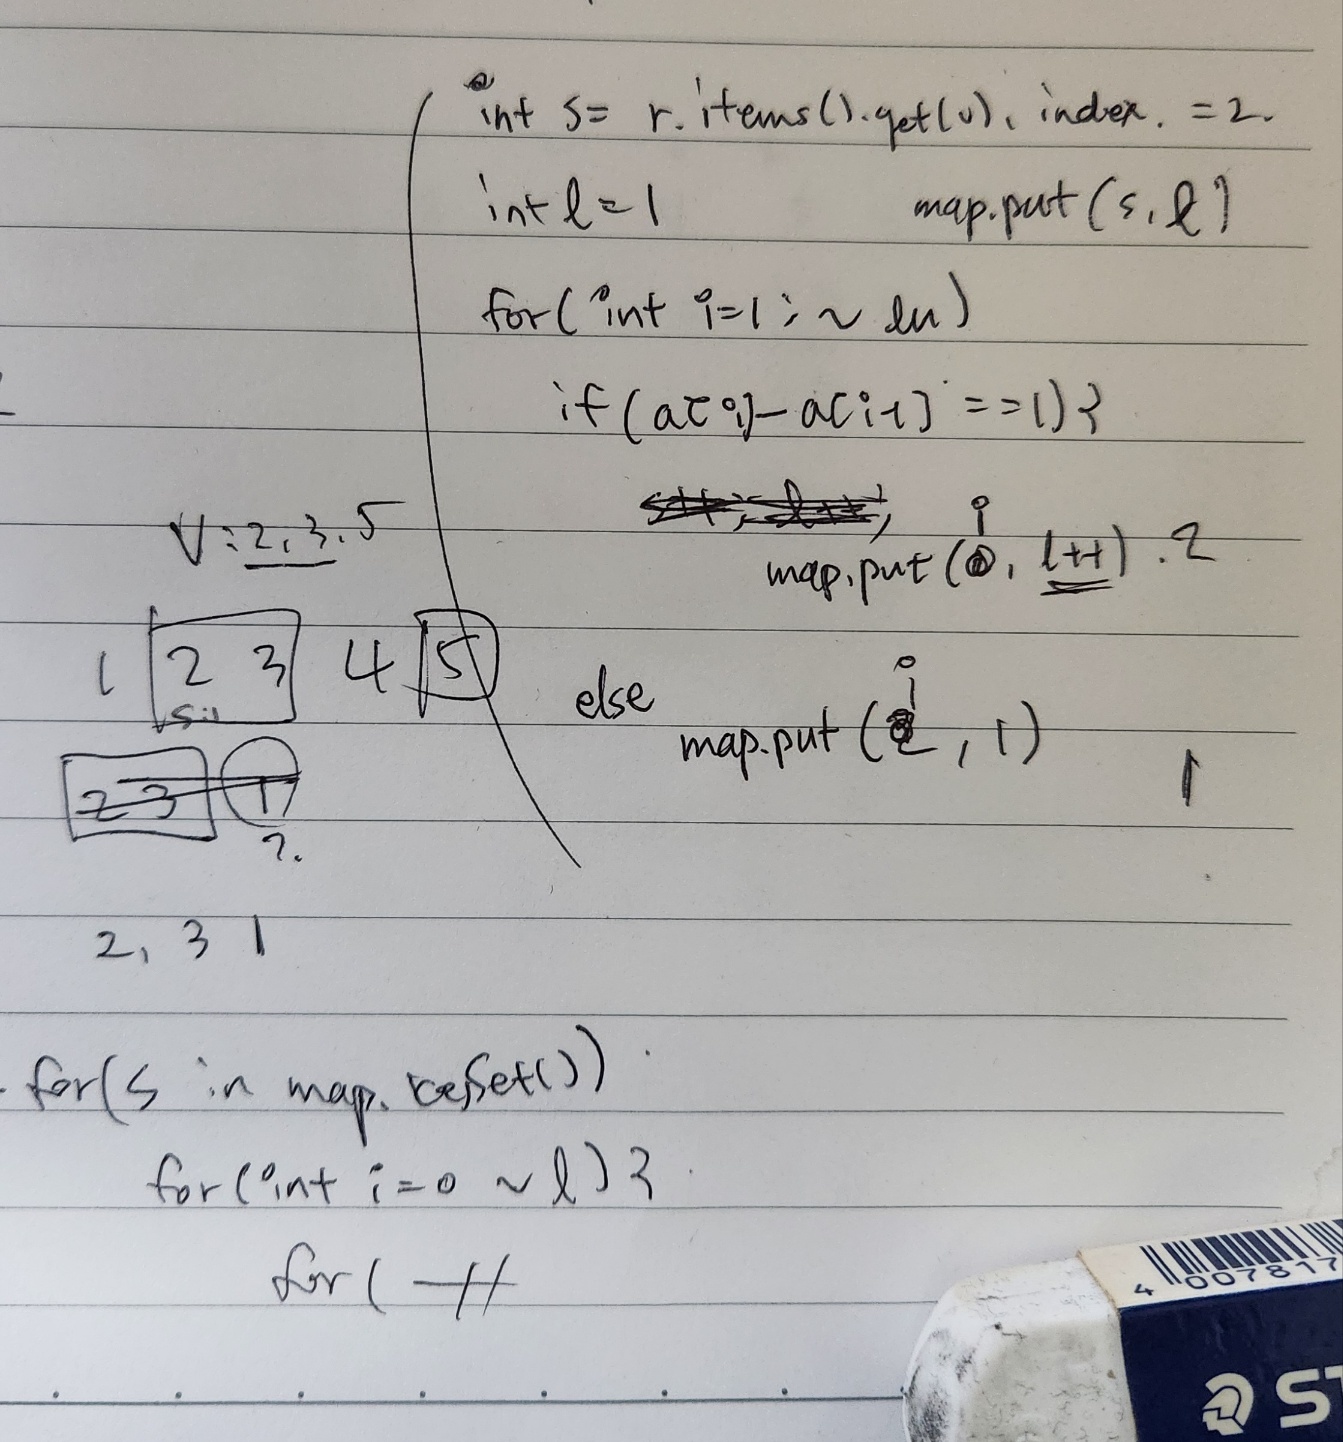 int s= r.items().get(0). index. =2.
int l=1 map.put(s,l)
for(int i=1; ~ len)
if(a[i]-a[i-1] ==1){
s++; l++;
i
map.put( , l++) .2
V:2,3.5
1 2 3 4 5
S:1
else
i
map.put( , 1)
1
2 3 1
?.
2, 3 1
for(s in map.keySet())
for(int i=0 ~ l){
for( 〃
4 007817
ST